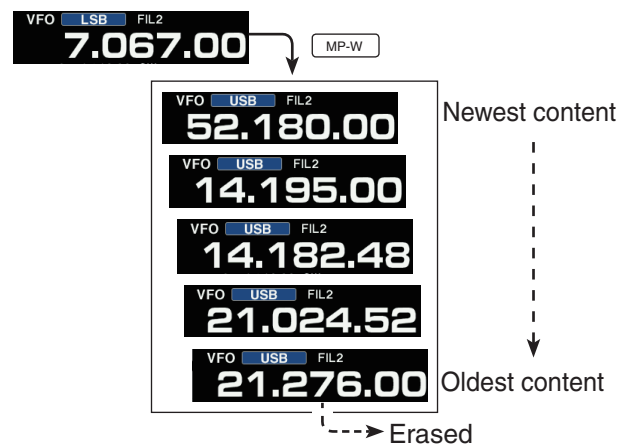 VFO LSB FIL2
7.067.00
MP-W
VFO USB FIL2
52.180.00
Newest content
VFO USB FIL2
14.195.00
VFO USB FIL2
14.182.48
VFO USB FIL2
21.024.52
VFO USB FIL2
21.276.00
Oldest content
Erased